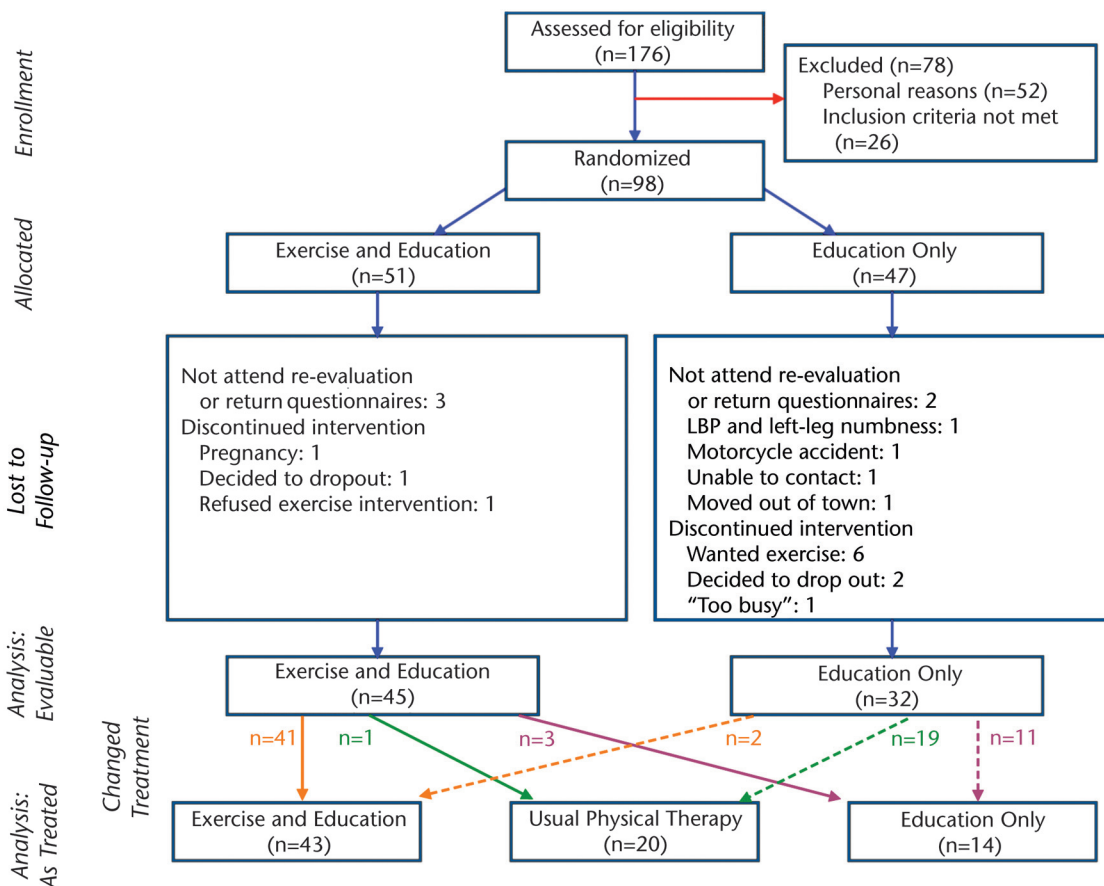 Enrollment
Assessed for eligibility
(n=176)
Excluded (n=78)
Personal reasons (n=52)
Inclusion criteria not met
(n=26)
Randomized
(n=98)
Allocated
Exercise and Education
(n=51)
Education Only
(n=47)
Lost to
Follow-up
Not attend re-evaluation
or return questionnaires: 3
Discontinued intervention
Pregnancy: 1
Decided to dropout: 1
Refused exercise intervention: 1
Not attend re-evaluation
or return questionnaires: 2
LBP and left-leg numbness: 1
Motorcycle accident: 1
Unable to contact: 1
Moved out of town: 1
Discontinued intervention
Wanted exercise: 6
Decided to drop out: 2
“Too busy”: 1
Analysis:
Evaluable
Exercise and Education
(n=45)
Education Only
(n=32)
Changed
Treatment
n=41
n=1
n=3
n=2
n=19
n=11
Analysis:
As Treated
Exercise and Education
(n=43)
Usual Physical Therapy
(n=20)
Education Only
(n=14)